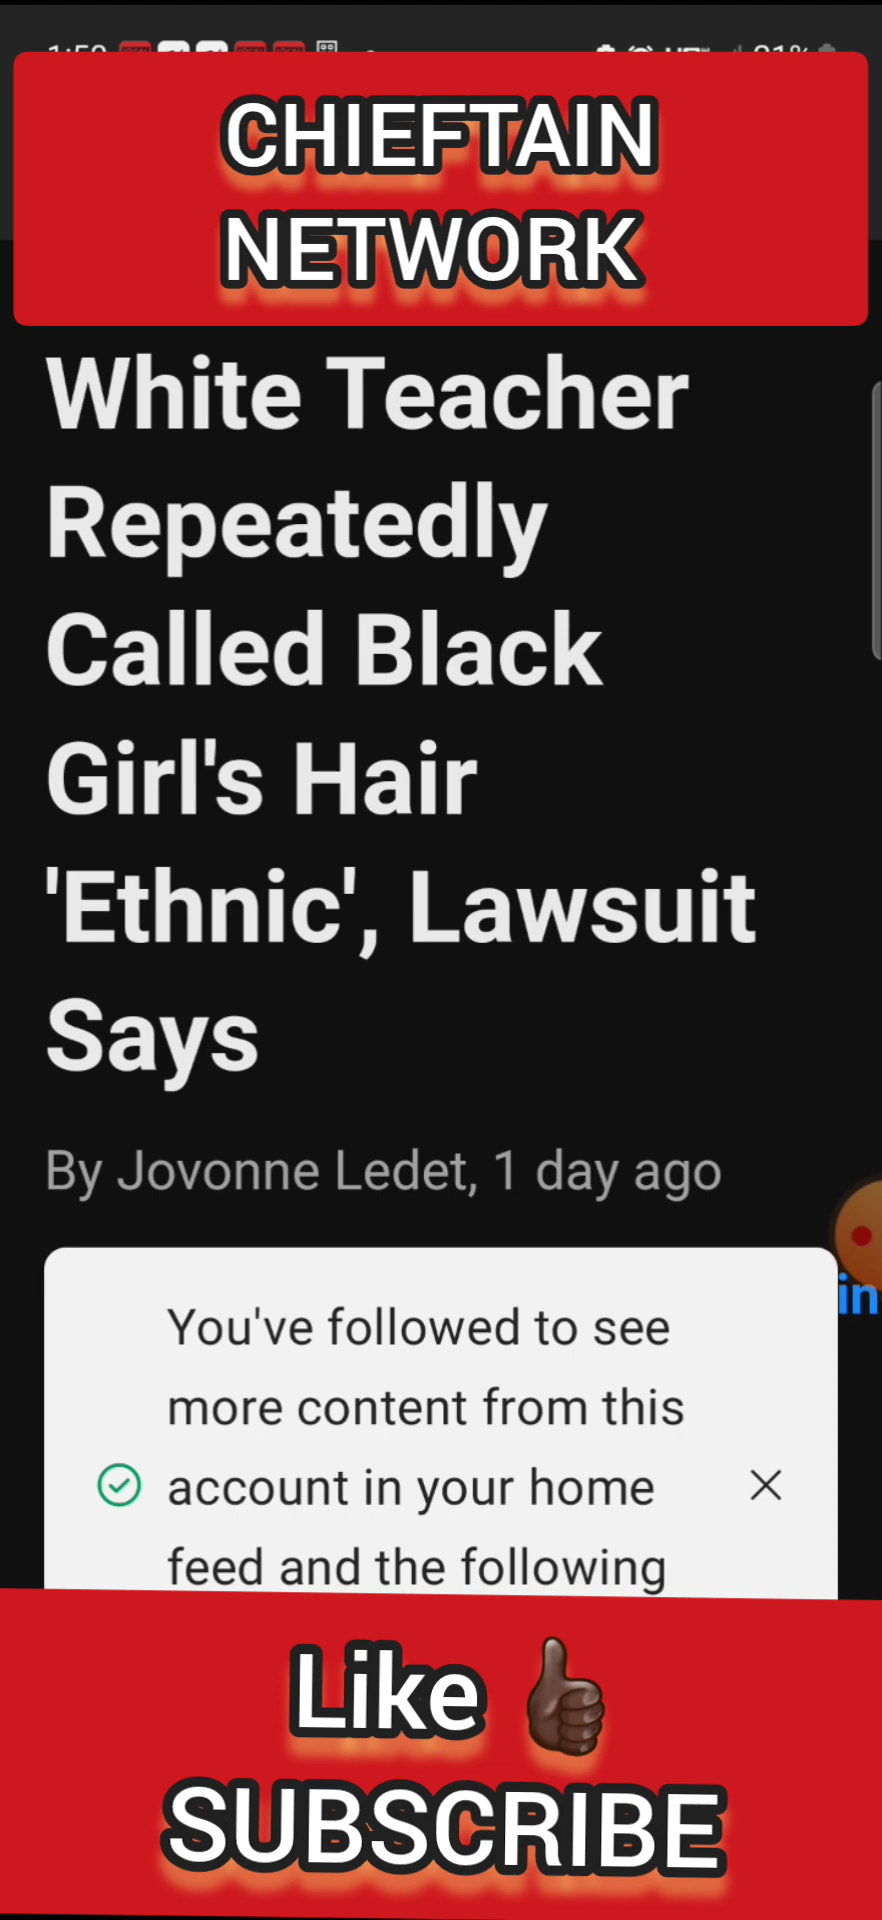 CHIEFTAIN
NETWORK
White Teacher
Repeatedly
Called Black
Girl's Hair
'Ethnic', Lawsuit
Says
By Jovonne Ledet, 1 day ago
in
You've followed to see
more content from this
account in your home
feed and the following
Like 👍🏿
SUBSCRIBE